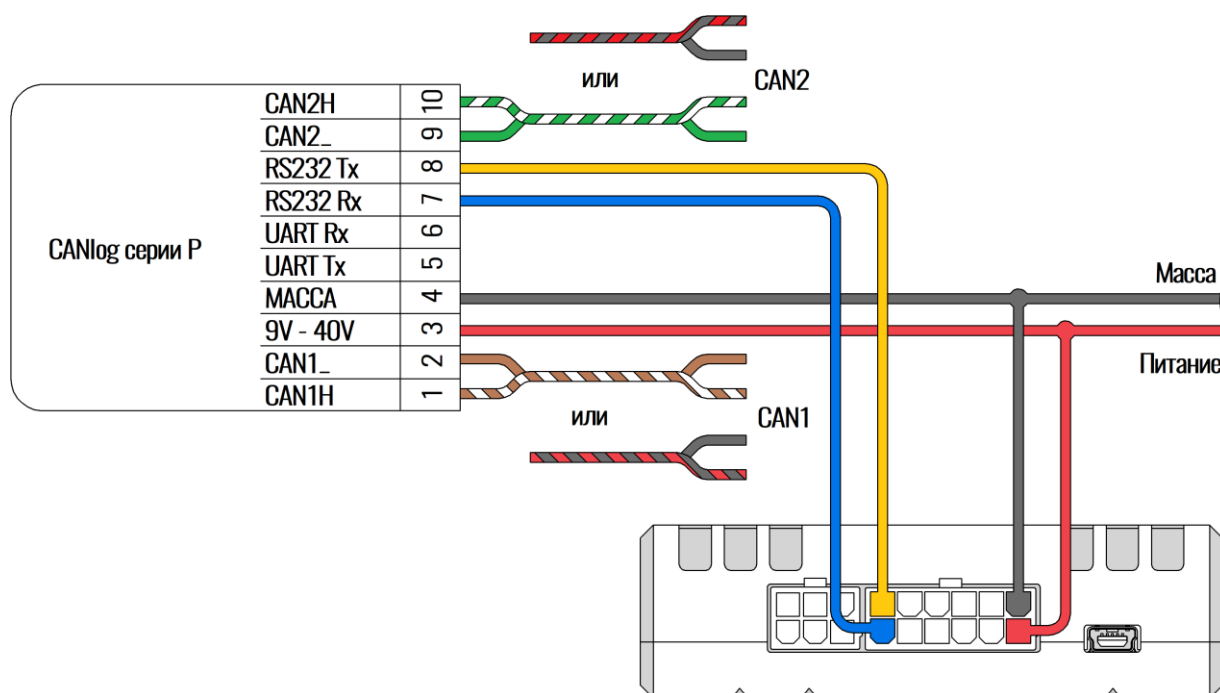 или
CAN2
CAN2H 10
CAN2_ 9
RS232 Tx 8
RS232 Rx 7
UART Rx 6
CANlog серии P
UART Tx 5
МАССА 4
Масса
9V - 40V 3
Питание
CAN1_ 2
CAN1H 1
или
CAN1